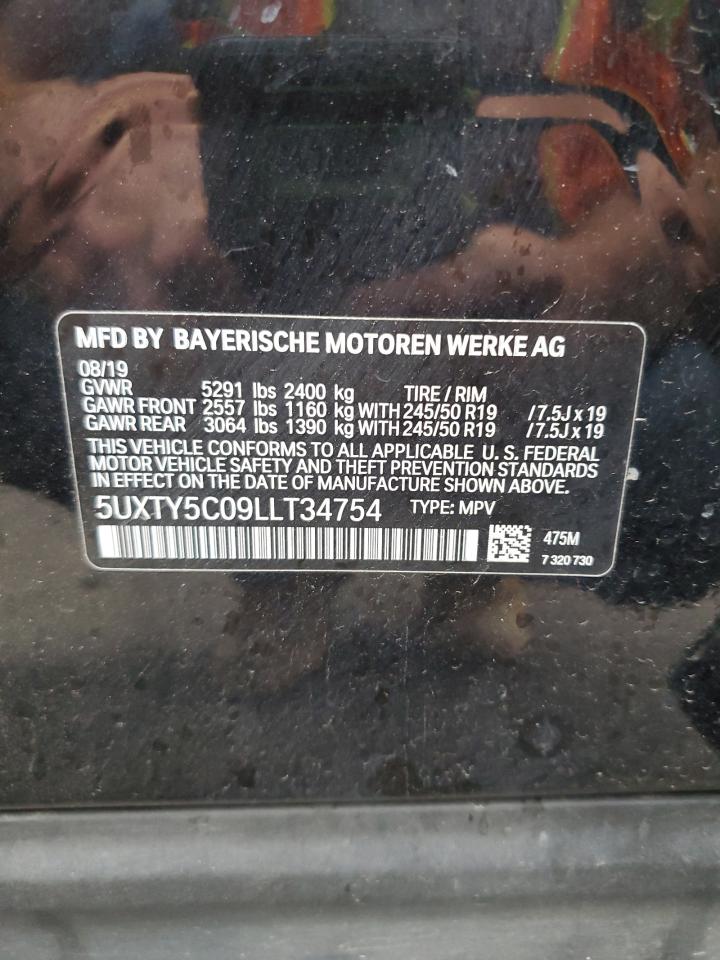 MFD BY BAYERISCHE MOTOREN WERKE AG
08/19
GVWR 5291 lbs 2400 kg TIRE / RIM
GAWR FRONT 2557 lbs 1160 kg WITH 245/50 R19 / 7.5J x 19
GAWR REAR 3064 lbs 1390 kg WITH 245/50 R19 / 7.5J x 19
THIS VEHICLE CONFORMS TO ALL APPLICABLE U. S. FEDERAL
MOTOR VEHICLE SAFETY AND THEFT PREVENTION STANDARDS
IN EFFECT ON THE DATE OF MANUFACTURE SHOWN ABOVE.
5UXTY5C09LLT34754 TYPE: MPV
475M
7 320 730